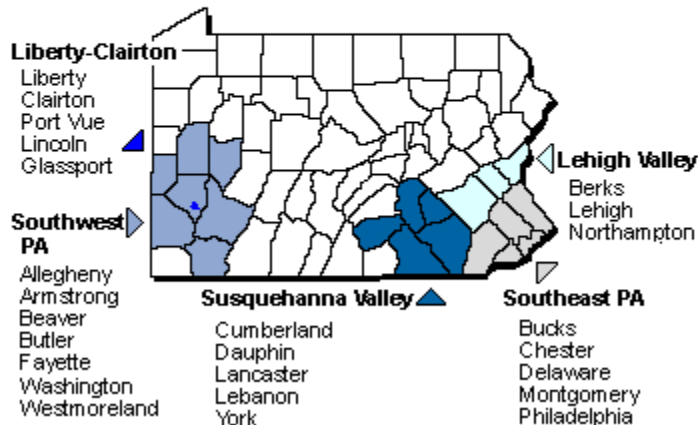 Liberty-Clairton
Liberty
Clairton
Port Vue
Lincoln
Glassport
Southwest
PA
Allegheny
Armstrong
Beaver
Butler
Fayette
Washington
Westmoreland
Susquehanna Valley
Cumberland
Dauphin
Lancaster
Lebanon
York
Lehigh Valley
Berks
Lehigh
Northampton
Southeast PA
Bucks
Chester
Delaware
Montgomery
Philadelphia